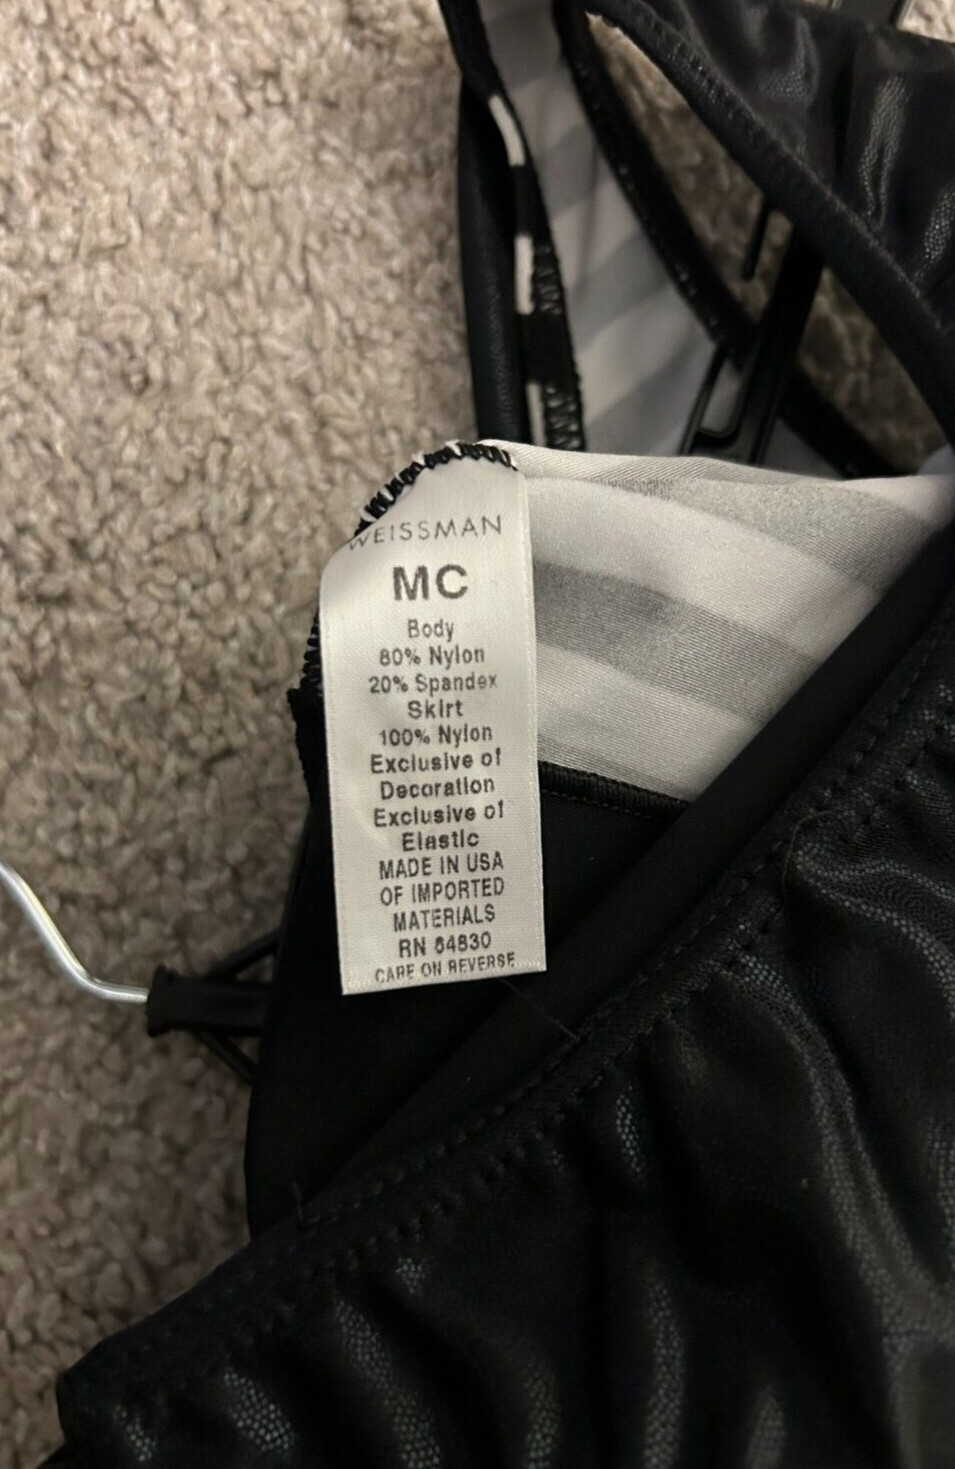 WEISSMAN
MC
Body
80% Nylon
20% Spandex
Skirt
100% Nylon
Exclusive of
Decoration
Exclusive of
Elastic
MADE IN USA
OF IMPORTED
MATERIALS
RN 64830
CARE ON REVERSE